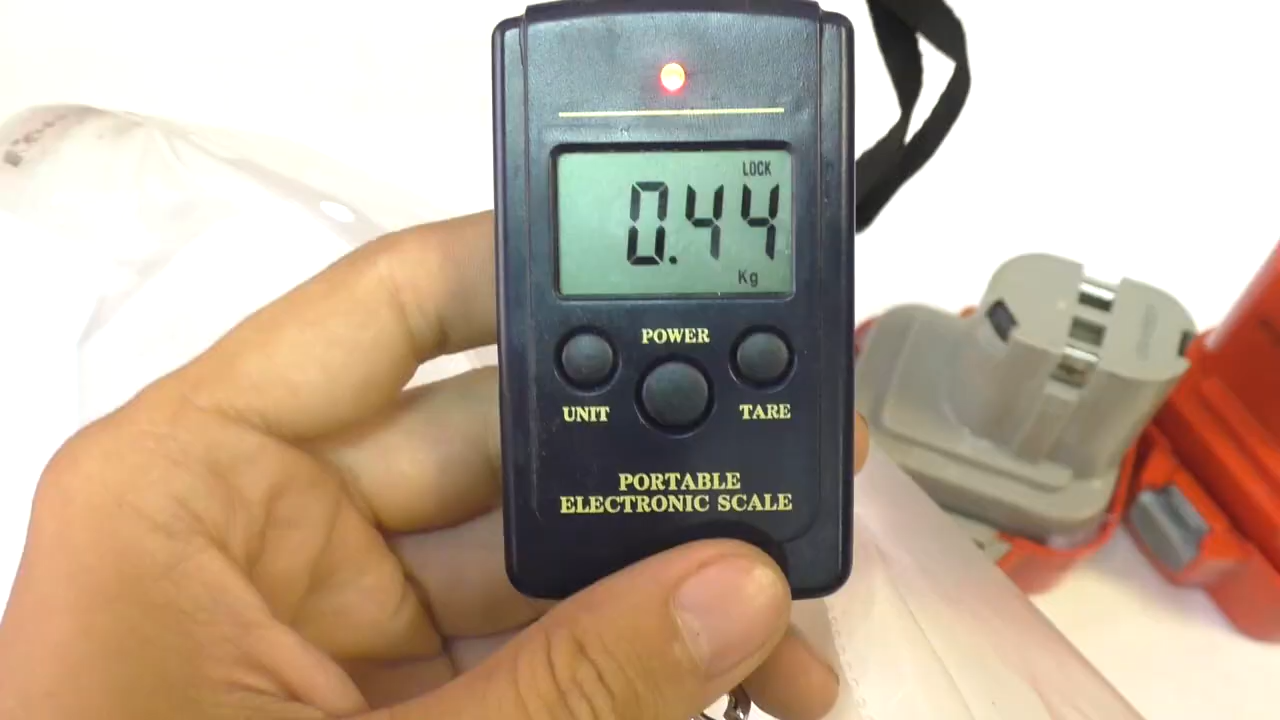 LOCK
0.44
Kg
POWER
UNIT
TARE
PORTABLE
ELECTRONIC SCALE